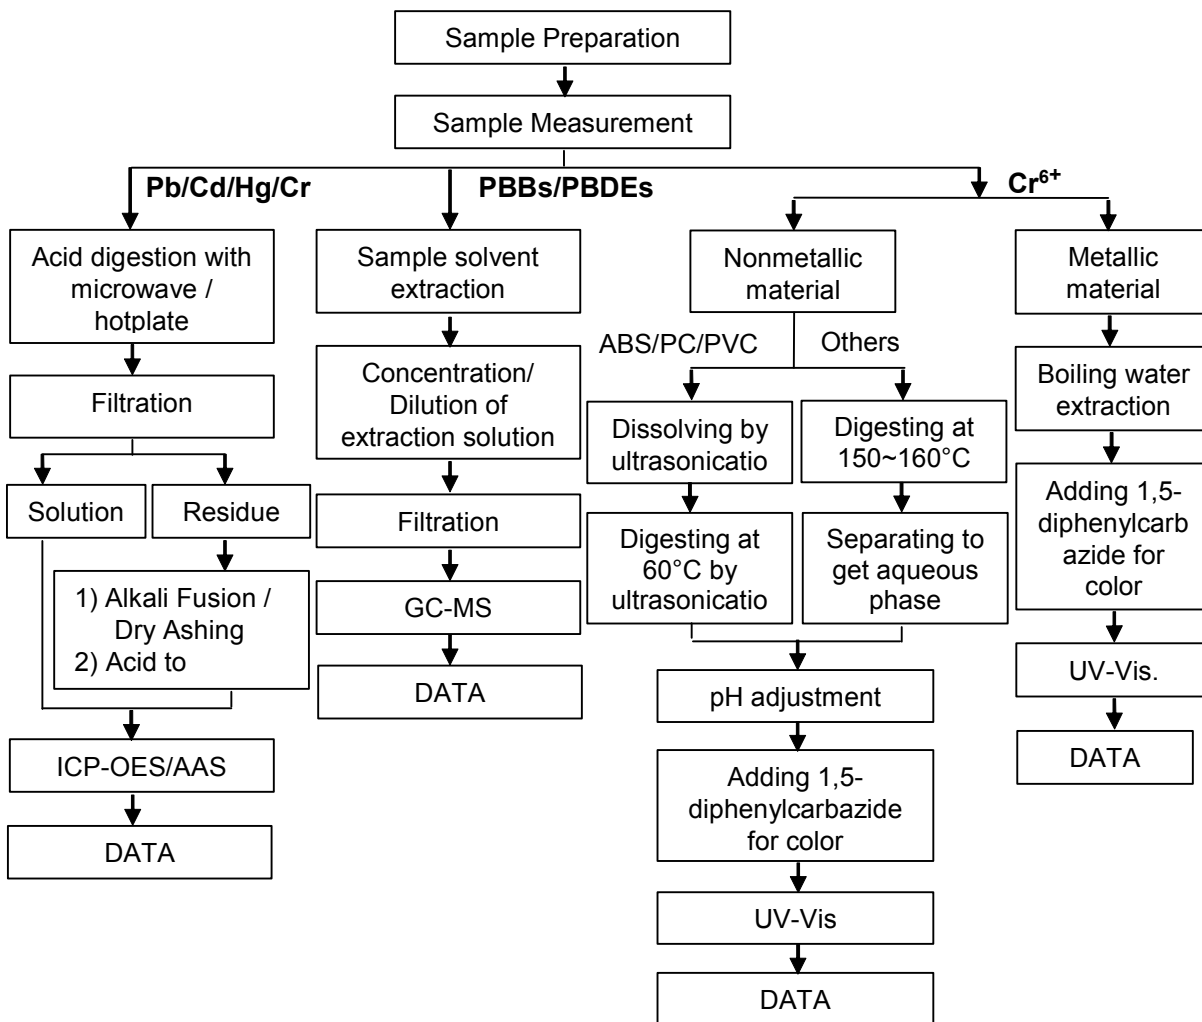 Sample Preparation
Sample Measurement
Pb/Cd/Hg/Cr
PBBs/PBDEs
Cr⁶⁺
Acid digestion with
microwave /
hotplate
Filtration
Solution
Residue
1) Alkali Fusion /
Dry Ashing
2) Acid to
ICP-OES/AAS
DATA
Sample solvent
extraction
Concentration/
Dilution of
extraction solution
Filtration
GC-MS
DATA
Nonmetallic
material
ABS/PC/PVC
Others
Dissolving by
ultrasonicatio
Digesting at
60°C by
ultrasonicatio
Digesting at
150~160°C
Separating to
get aqueous
phase
pH adjustment
Adding 1,5-
diphenylcarbazide
for color
UV-Vis
DATA
Metallic
material
Boiling water
extraction
Adding 1,5-
diphenylcarb
azide for
color
UV-Vis.
DATA